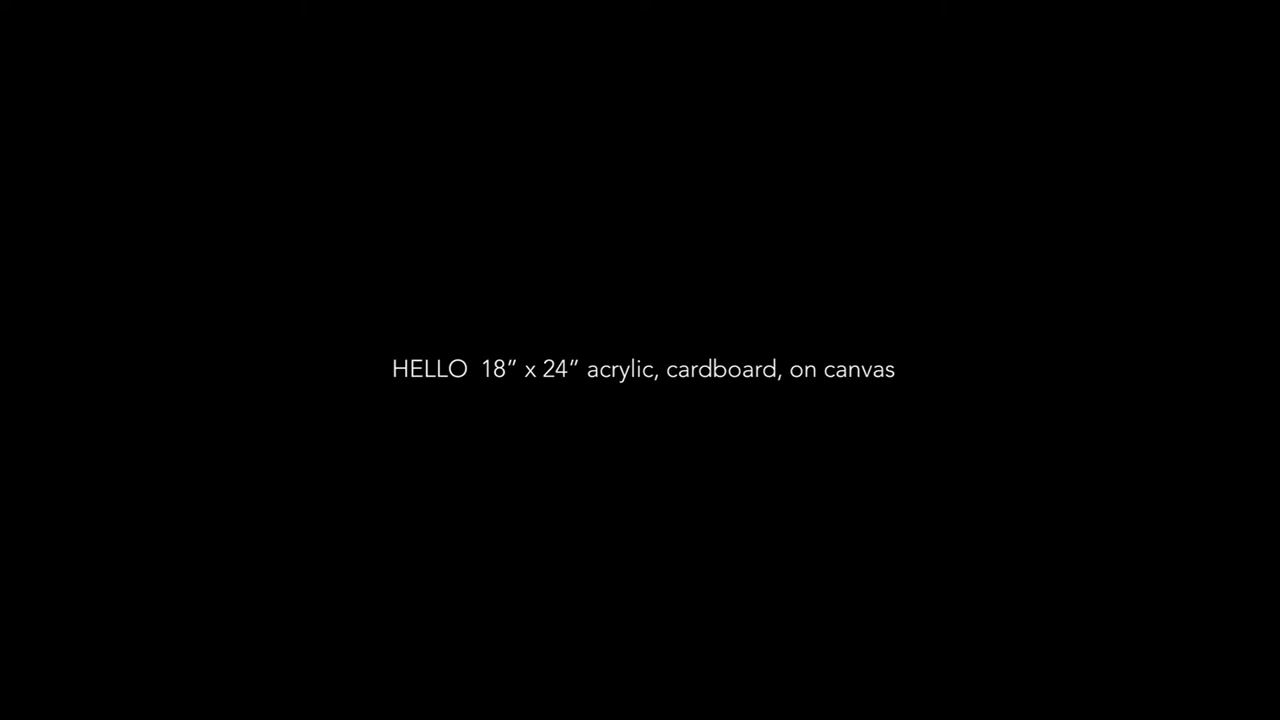 HELLO  18” x 24” acrylic, cardboard, on canvas